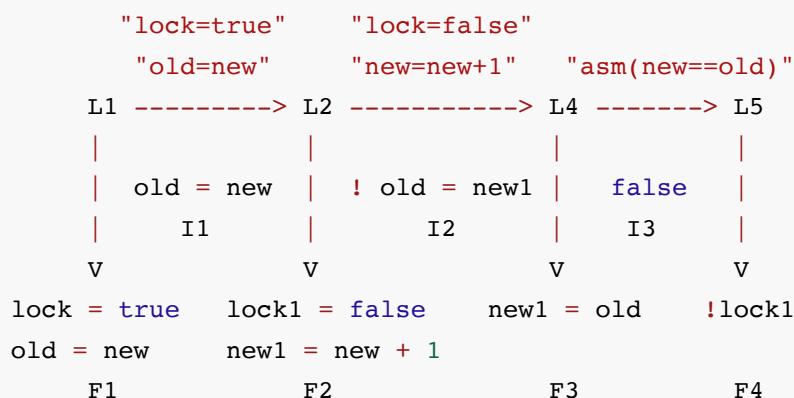 "lock=true" "lock=false"
"old=new" "new=new+1" "asm(new==old)"
L1 ---------> L2 -----------> L4 -------> L5
| | | |
| old = new | ! old = new1 | false |
| I1 | I2 | I3 |
V V V V
lock = true lock1 = false new1 = old !lock1
old = new new1 = new + 1
F1 F2 F3 F4